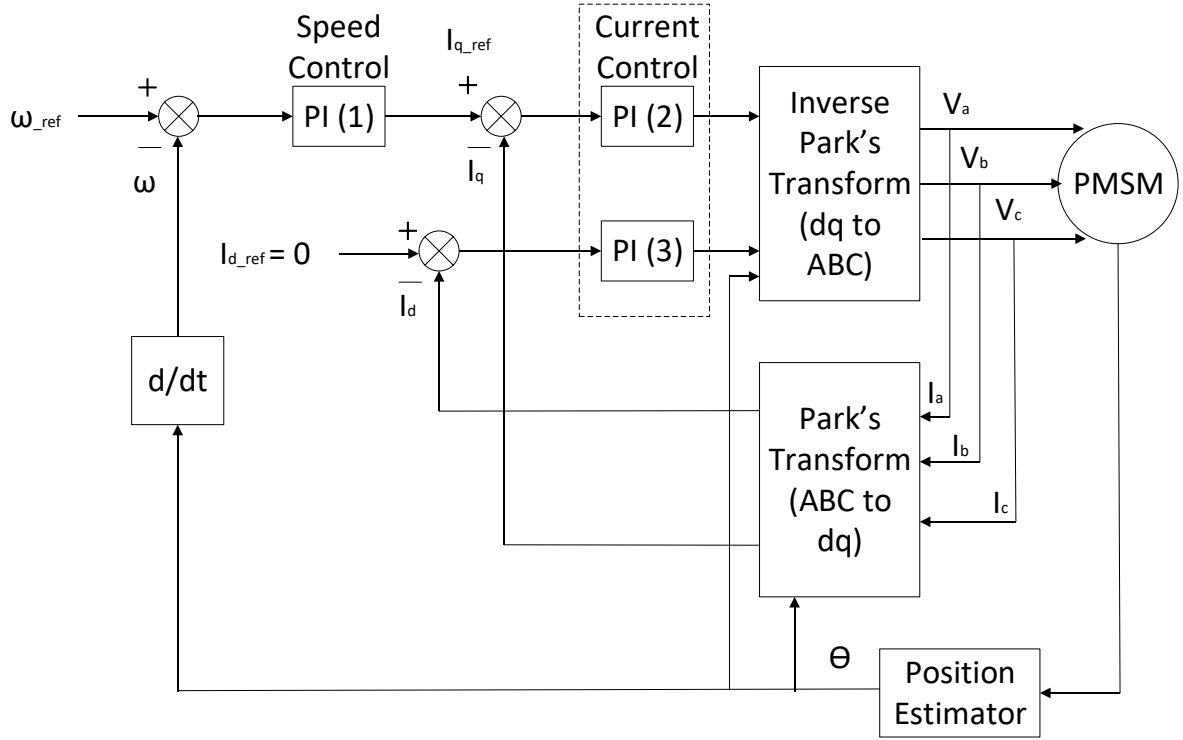 Speed
Control
I_q_ref
Current
Control
+
+
ω_ref
PI (1)
PI (2)
Inverse
Park's
Transform
(dq to
ABC)
V_a
V_b
V_c
PMSM
—
ω
—
I_q
+
I_d_ref = 0
PI (3)
—
I_d
d/dt
Park's
Transform
(ABC to
dq)
I_a
I_b
I_c
Θ
Position
Estimator